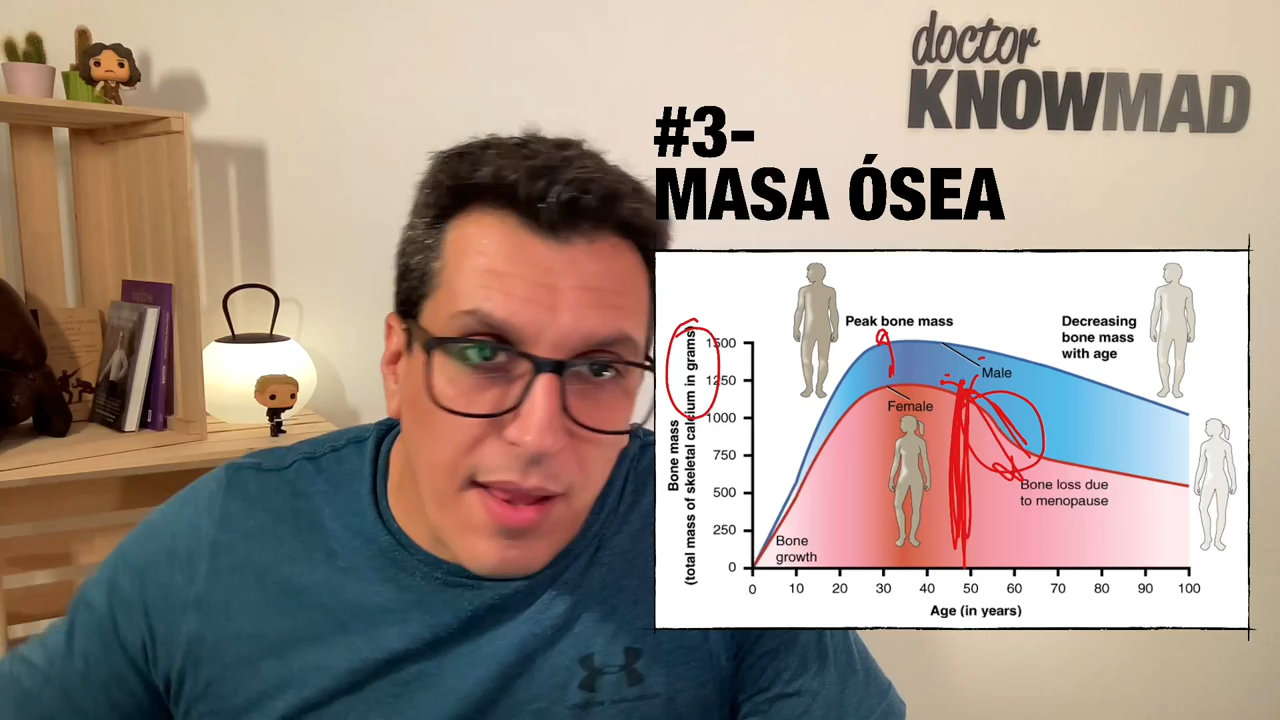 doctor
KNOWMAD
#3-
MASA ÓSEA
Peak bone mass
Decreasing
bone mass
with age
Male
Female
Bone loss due
to menopause
Bone
growth
Bone mass
(total mass of skeletal calcium in grams)
1500
1250
1000
750
500
250
0
0 10 20 30 40 50 60 70 80 90 100
Age (in years)